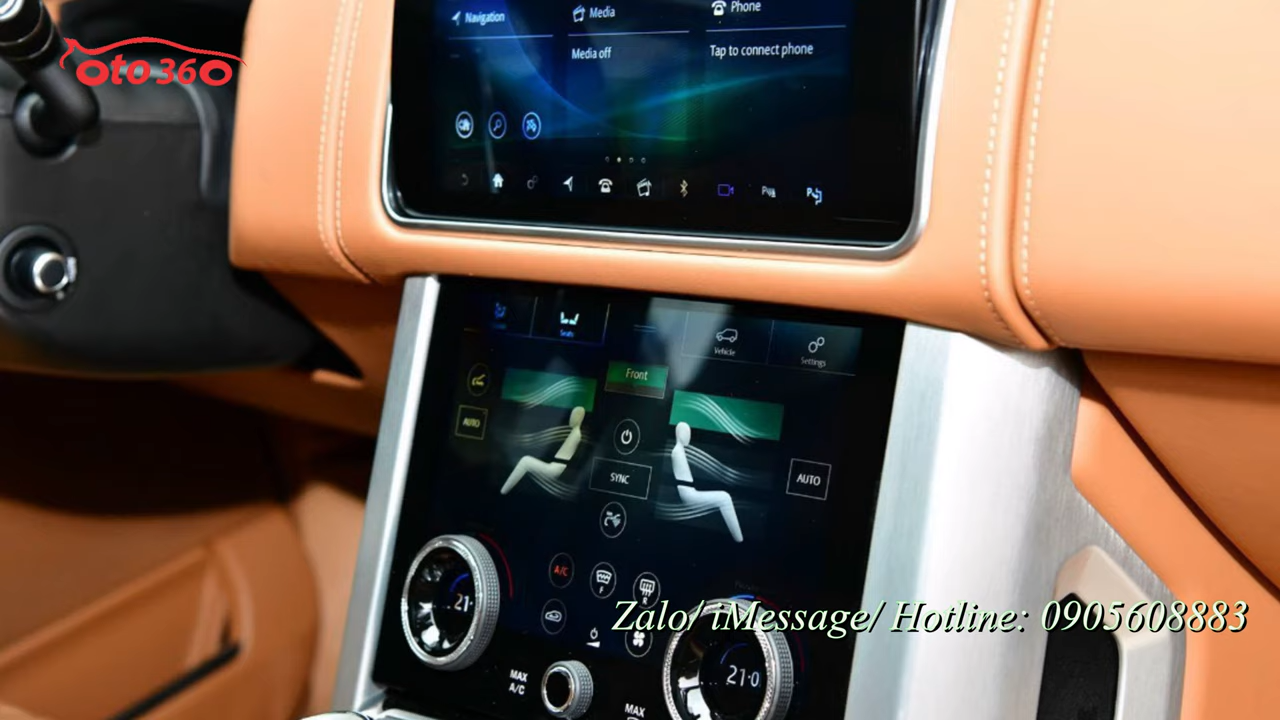 oto360
Navigation
Media
Phone
Media off
Tap to connect phone
Seats
Vehicle
Settings
Front
AUTO
SYNC
AUTO
A/C
F
R
21
21.0
MAX
A/C
MAX
Zalo/ iMessage/ Hotline: 0905608883